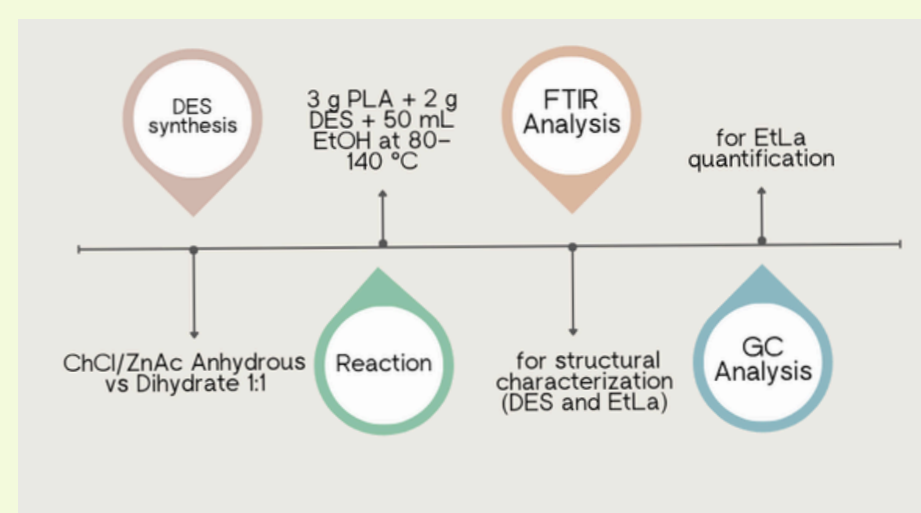 DES
synthesis
ChCl/ZnAc Anhydrous
vs Dihydrate 1:1
3 g PLA + 2 g
DES + 50 mL
EtOH at 80–
140 °C
Reaction
FTIR
Analysis
for structural
characterization
(DES and EtLa)
for EtLa
quantification
GC
Analysis